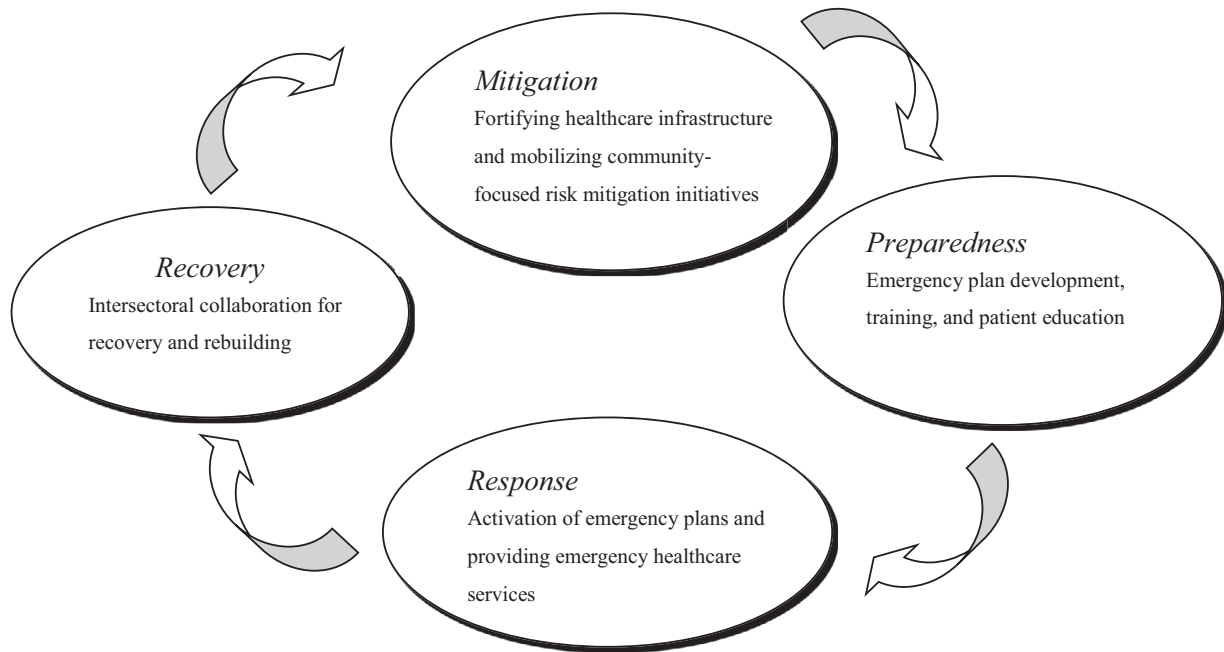 Mitigation
Fortifying healthcare infrastructure
and mobilizing community-
focused risk mitigation initiatives
Preparedness
Emergency plan development,
training, and patient education
Response
Activation of emergency plans and
providing emergency healthcare
services
Recovery
Intersectoral collaboration for
recovery and rebuilding